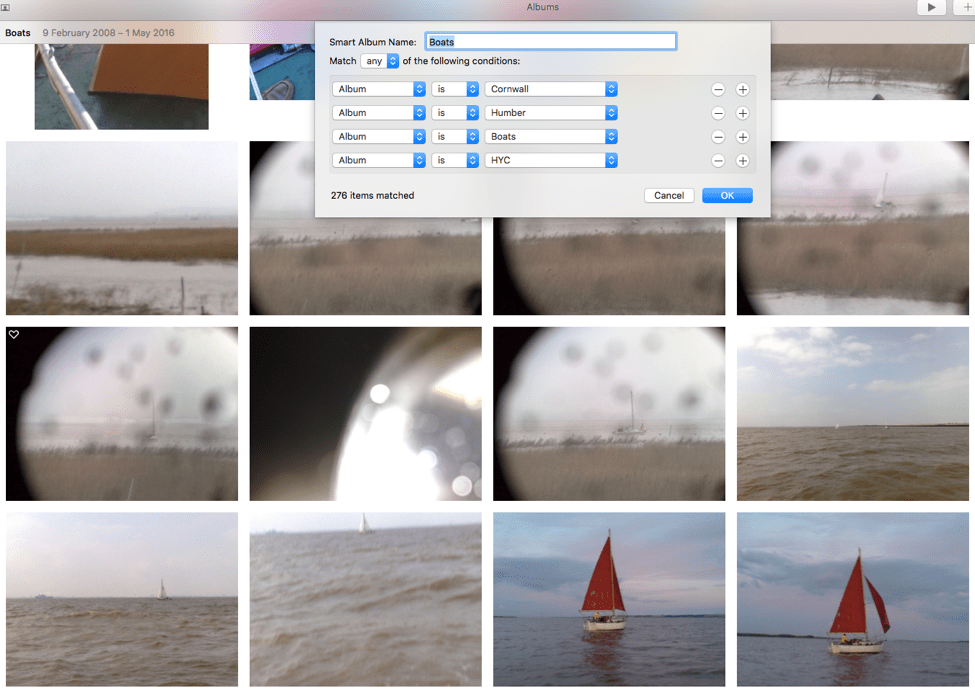 Albums
Boats 9 February 2008 – 1 May 2016
Smart Album Name: Boats
Match any of the following conditions:
Album is Cornwall
Album is Humber
Album is Boats
Album is HYC
276 items matched Cancel OK